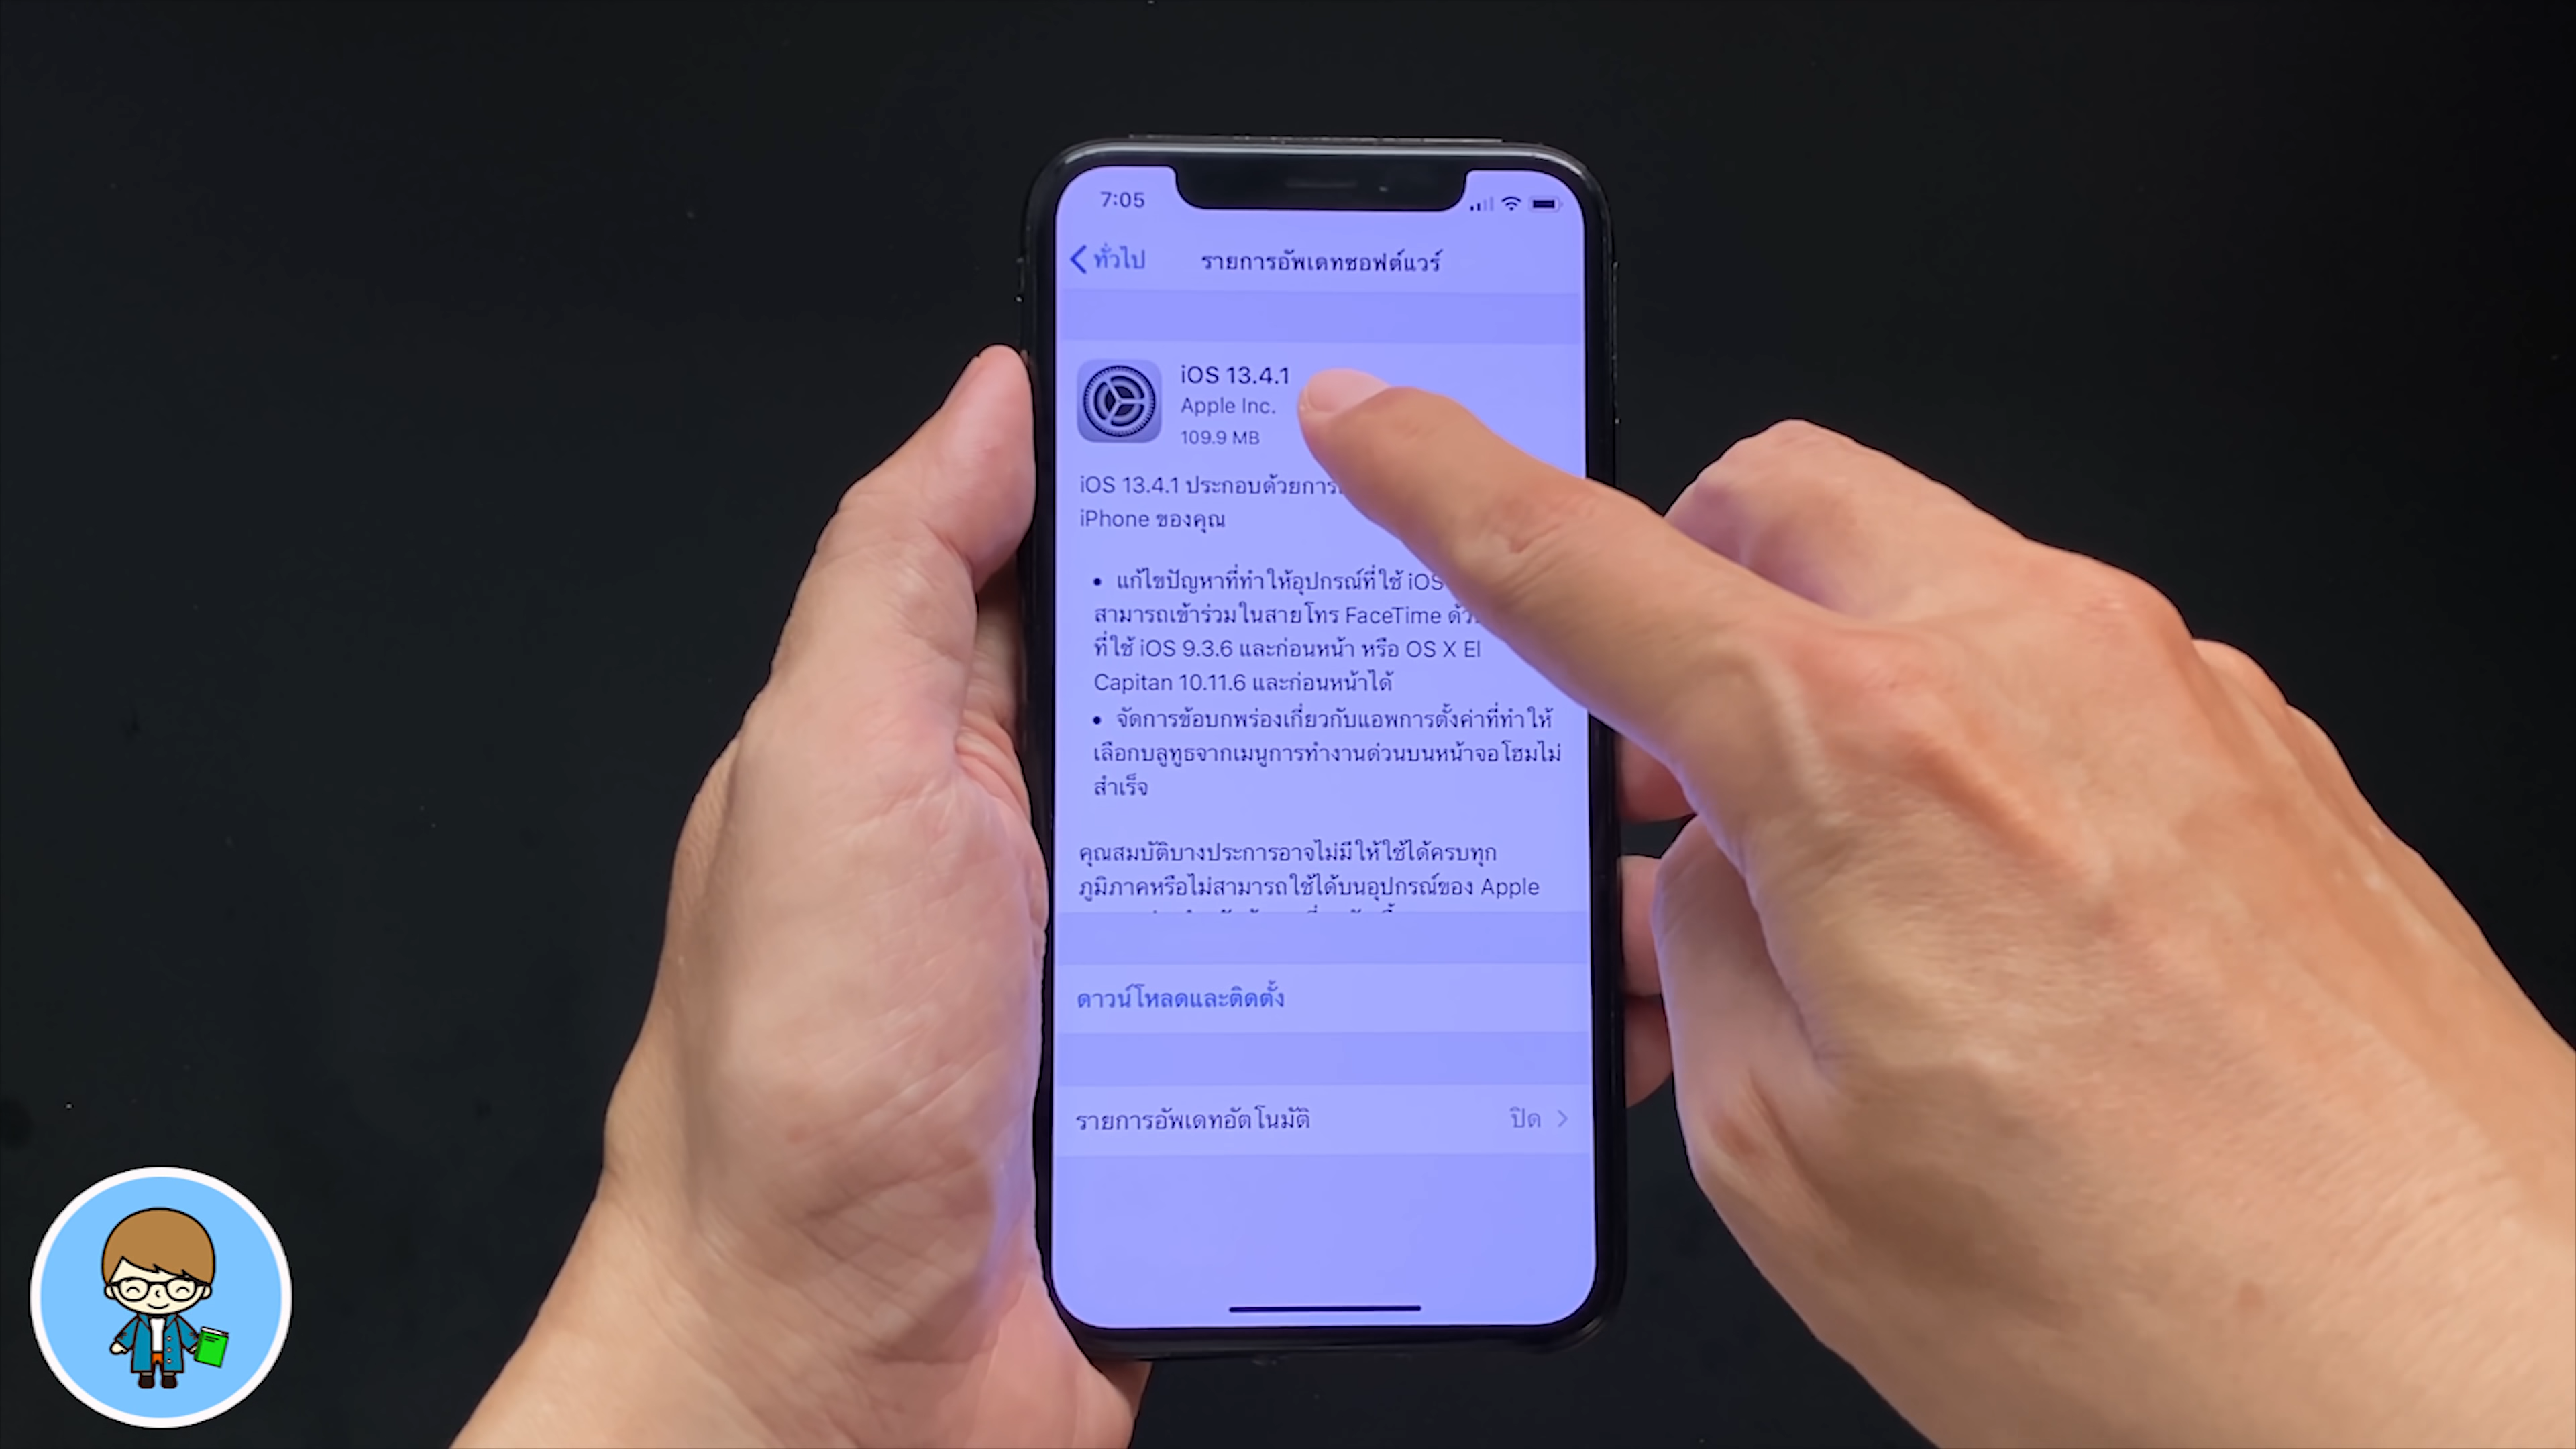 7:05
ทั่วไป
รายการอัพเดทซอฟต์แวร์
iOS 13.4.1
Apple Inc.
109.9 MB
iOS 13.4.1 ประกอบด้วยการ
iPhone ของคุณ
• แก้ไขปัญหาที่ทำให้อุปกรณ์ที่ใช้ iOS
สามารถเข้าร่วมในสายโทร FaceTime
ที่ใช้ iOS 9.3.6 และก่อนหน้า หรือ OS X El
Capitan 10.11.6 และก่อนหน้าได้
• จัดการข้อบกพร่องเกี่ยวกับแอพการตั้งค่าที่ทำให้
เลือกบลูทูธจากเมนูการทำงานด่วนบนหน้าจอโฮมไม่
สำเร็จ
คุณสมบัติบางประการอาจไม่มีให้ใช้ได้ครบทุก
ภูมิภาคหรือไม่สามารถใช้ได้บนอุปกรณ์ของ Apple
ดาวน์โหลดและติดตั้ง
รายการอัพเดทอัตโนมัติ ปิด